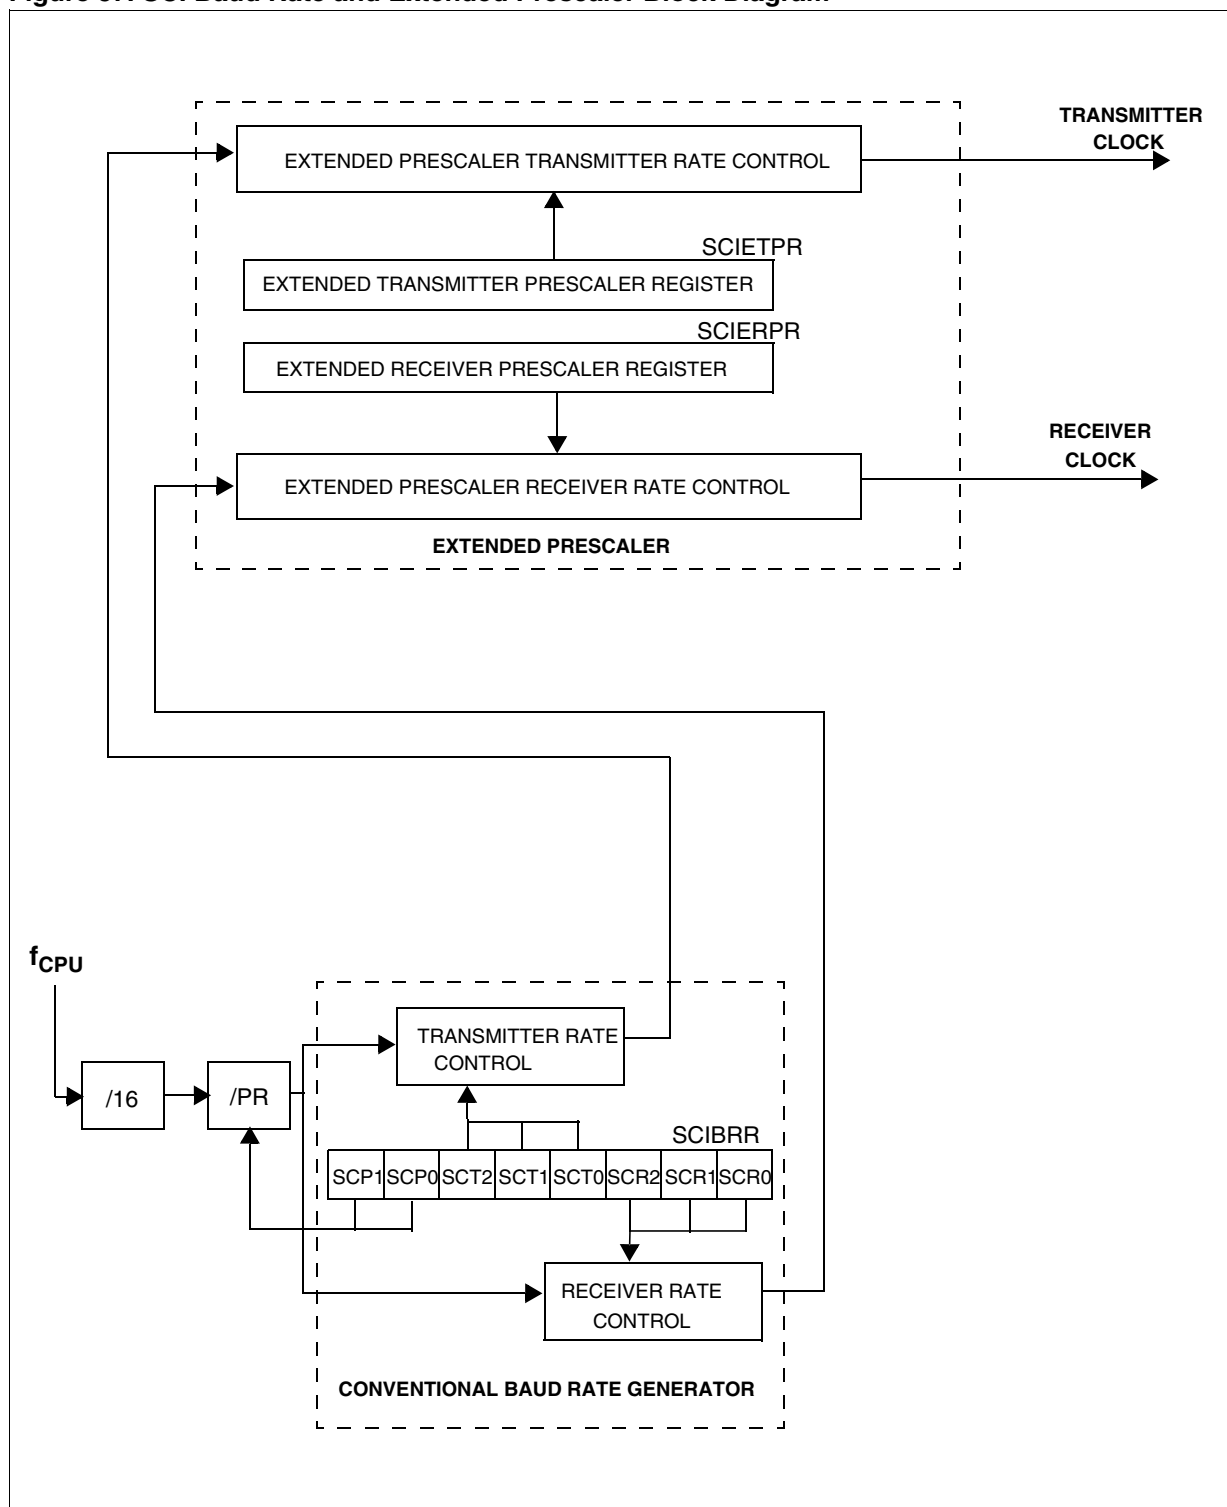 TRANSMITTER
CLOCK
EXTENDED PRESCALER TRANSMITTER RATE CONTROL
SCIETPR
EXTENDED TRANSMITTER PRESCALER REGISTER
SCIERPR
EXTENDED RECEIVER PRESCALER REGISTER
RECEIVER
CLOCK
EXTENDED PRESCALER RECEIVER RATE CONTROL
EXTENDED PRESCALER
fCPU
TRANSMITTER RATE
CONTROL
/16
/PR
SCIBRR
SCP1 SCP0 SCT2 SCT1 SCT0 SCR2 SCR1 SCR0
RECEIVER RATE
CONTROL
CONVENTIONAL BAUD RATE GENERATOR